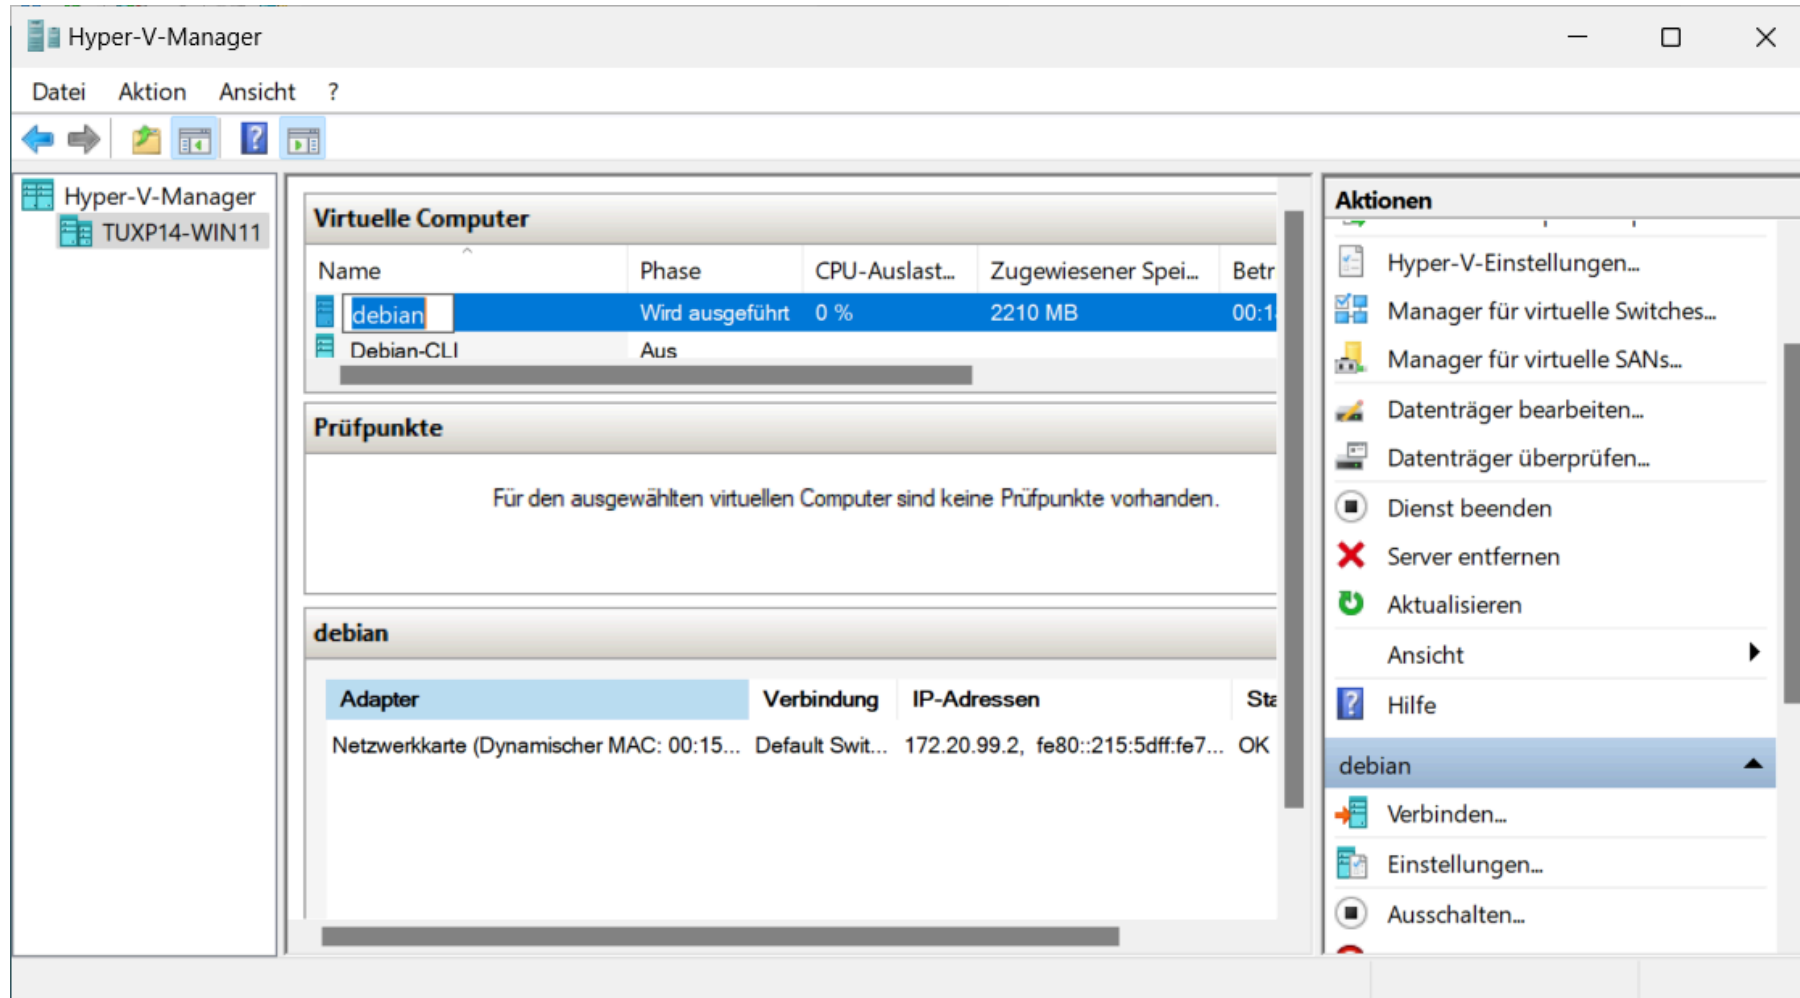 Hyper-V-Manager
Datei Aktion Ansicht ?
Hyper-V-Manager
TUXP14-WIN11
Virtuelle Computer
Name Phase CPU-Auslast... Zugewiesener Spei... Betr
debian Wird ausgeführt 0 % 2210 MB 00:1
Debian-CLI Aus
Prüfpunkte
Für den ausgewählten virtuellen Computer sind keine Prüfpunkte vorhanden.
debian
Adapter Verbindung IP-Adressen Sta
Netzwerkkarte (Dynamischer MAC: 00:15... Default Swit... 172.20.99.2, fe80::215:5dff:fe7... OK
Aktionen
Hyper-V-Einstellungen...
Manager für virtuelle Switches...
Manager für virtuelle SANs...
Datenträger bearbeiten...
Datenträger überprüfen...
Dienst beenden
Server entfernen
Aktualisieren
Ansicht
Hilfe
debian
Verbinden...
Einstellungen...
Ausschalten...